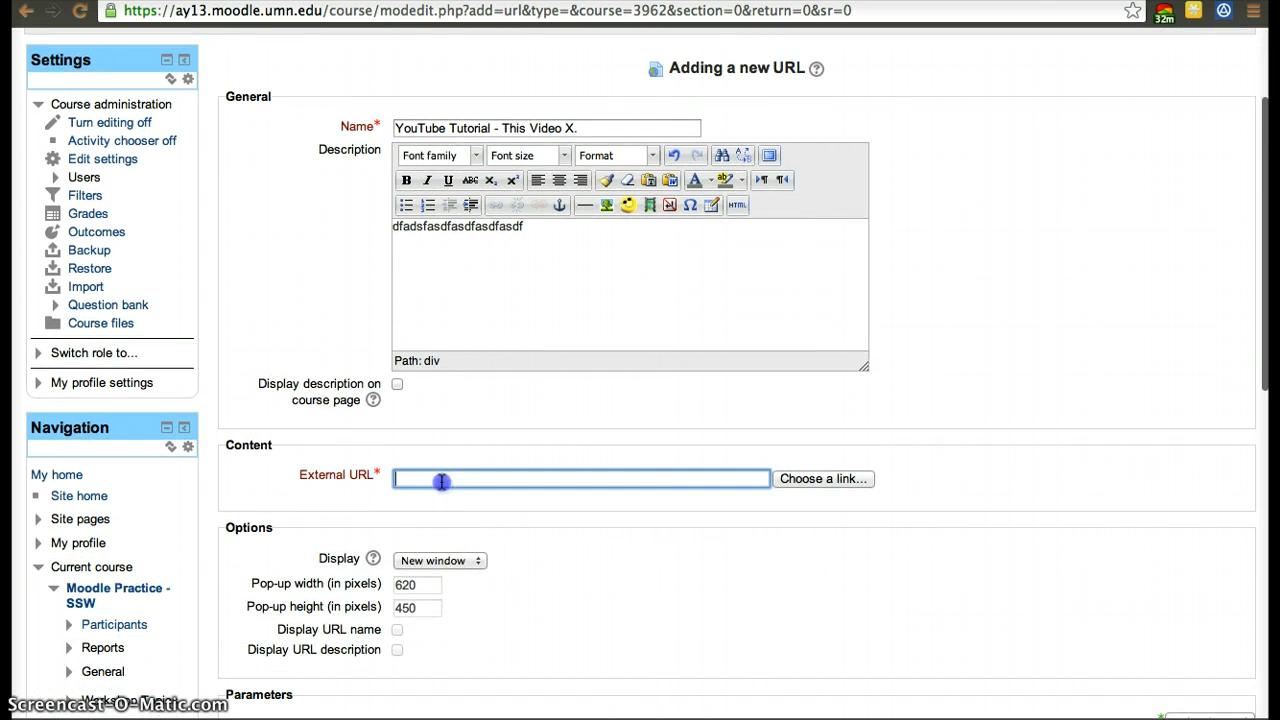 https://ay13.moodle.umn.edu/course/modedit.php?add=url&type=&course=3962&section=0&return=0&sr=0
32m
Settings
Course administration
Turn editing off
Activity chooser off
Edit settings
Users
Filters
Grades
Outcomes
Backup
Restore
Import
Question bank
Course files
Switch role to...
My profile settings
Navigation
My home
Site home
Site pages
My profile
Current course
Moodle Practice -
SSW
Participants
Reports
General
Adding a new URL
General
Name* YouTube Tutorial - This Video X.
Description
Font family Font size Format
B I U ABC X₂ X²
HTML
dfadsfasdfasdfasdfasdf
Path: div
Display description on
course page
Content
External URL* Choose a link...
Options
Display New window
Pop-up width (in pixels) 620
Pop-up height (in pixels) 450
Display URL name
Display URL description
Parameters
Screencast-O-Matic.com